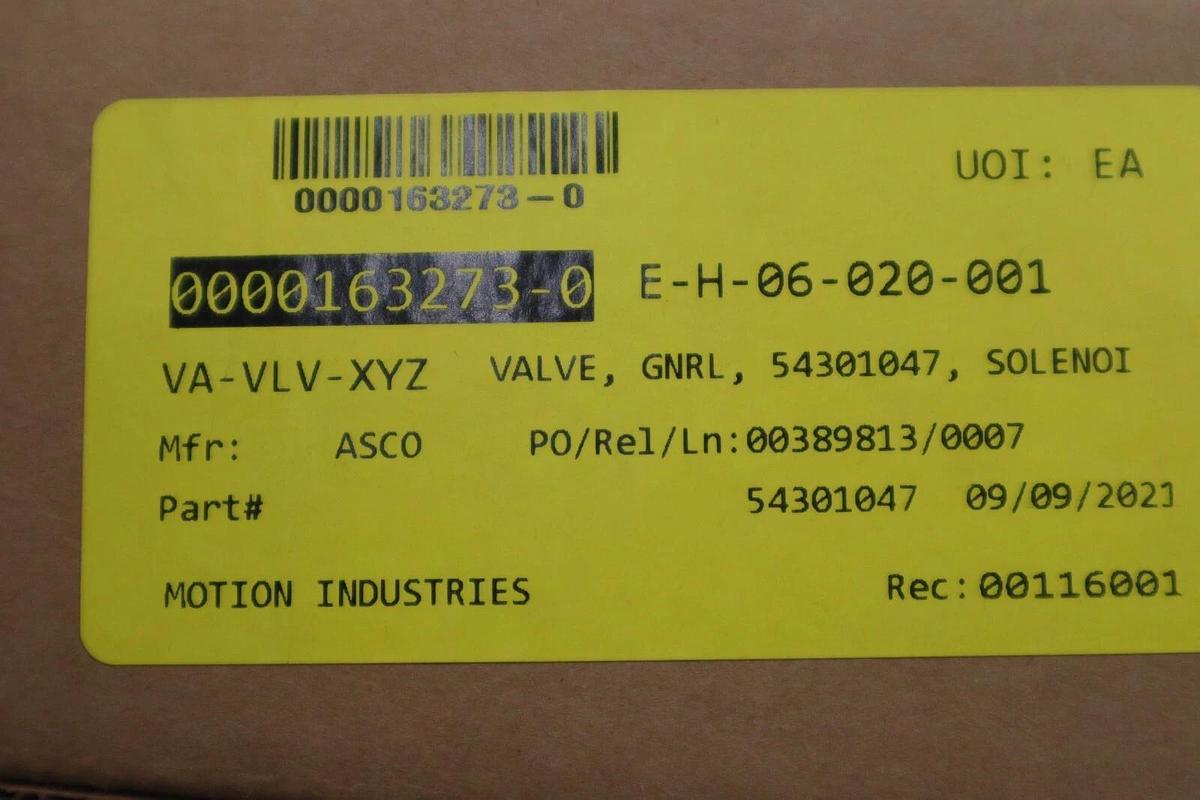 0000163273-0
UOI: EA
0000163273-0 E-H-06-020-001
VA-VLV-XYZ VALVE, GNRL, 54301047, SOLENOI
Mfr: ASCO PO/Rel/Ln:00389813/0007
Part# 54301047 09/09/2021
MOTION INDUSTRIES Rec:00116001